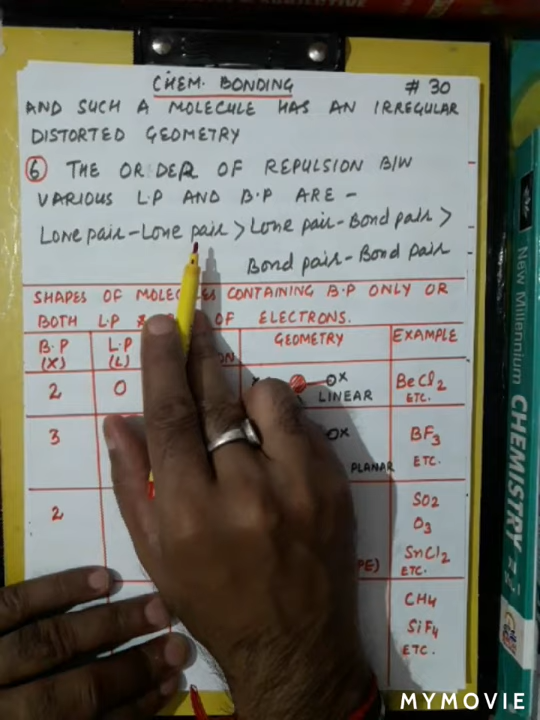 CHEM. BONDING # 30
AND SUCH A MOLECULE HAS AN IRREGULAR
DISTORTED GEOMETRY
6 THE ORDER OF REPULSION B/W
VARIOUS L.P AND B.P ARE –
Lone pair – Lone pair > Lone pair – Bond pair >
Bond pair – Bond pair
SHAPES OF MOLECULES CONTAINING B.P ONLY OR
BOTH L.P OF ELECTRONS.
B.P (X) L.P (L) ION GEOMETRY EXAMPLE
2 0 x x LINEAR BeCl2 ETC.
3 x PLANAR BF3 ETC.
2 PE) SO2 O3 SnCl2 ETC.
CH4 SiF4 ETC.
New Millennium CHEMISTRY
MYMOVIE